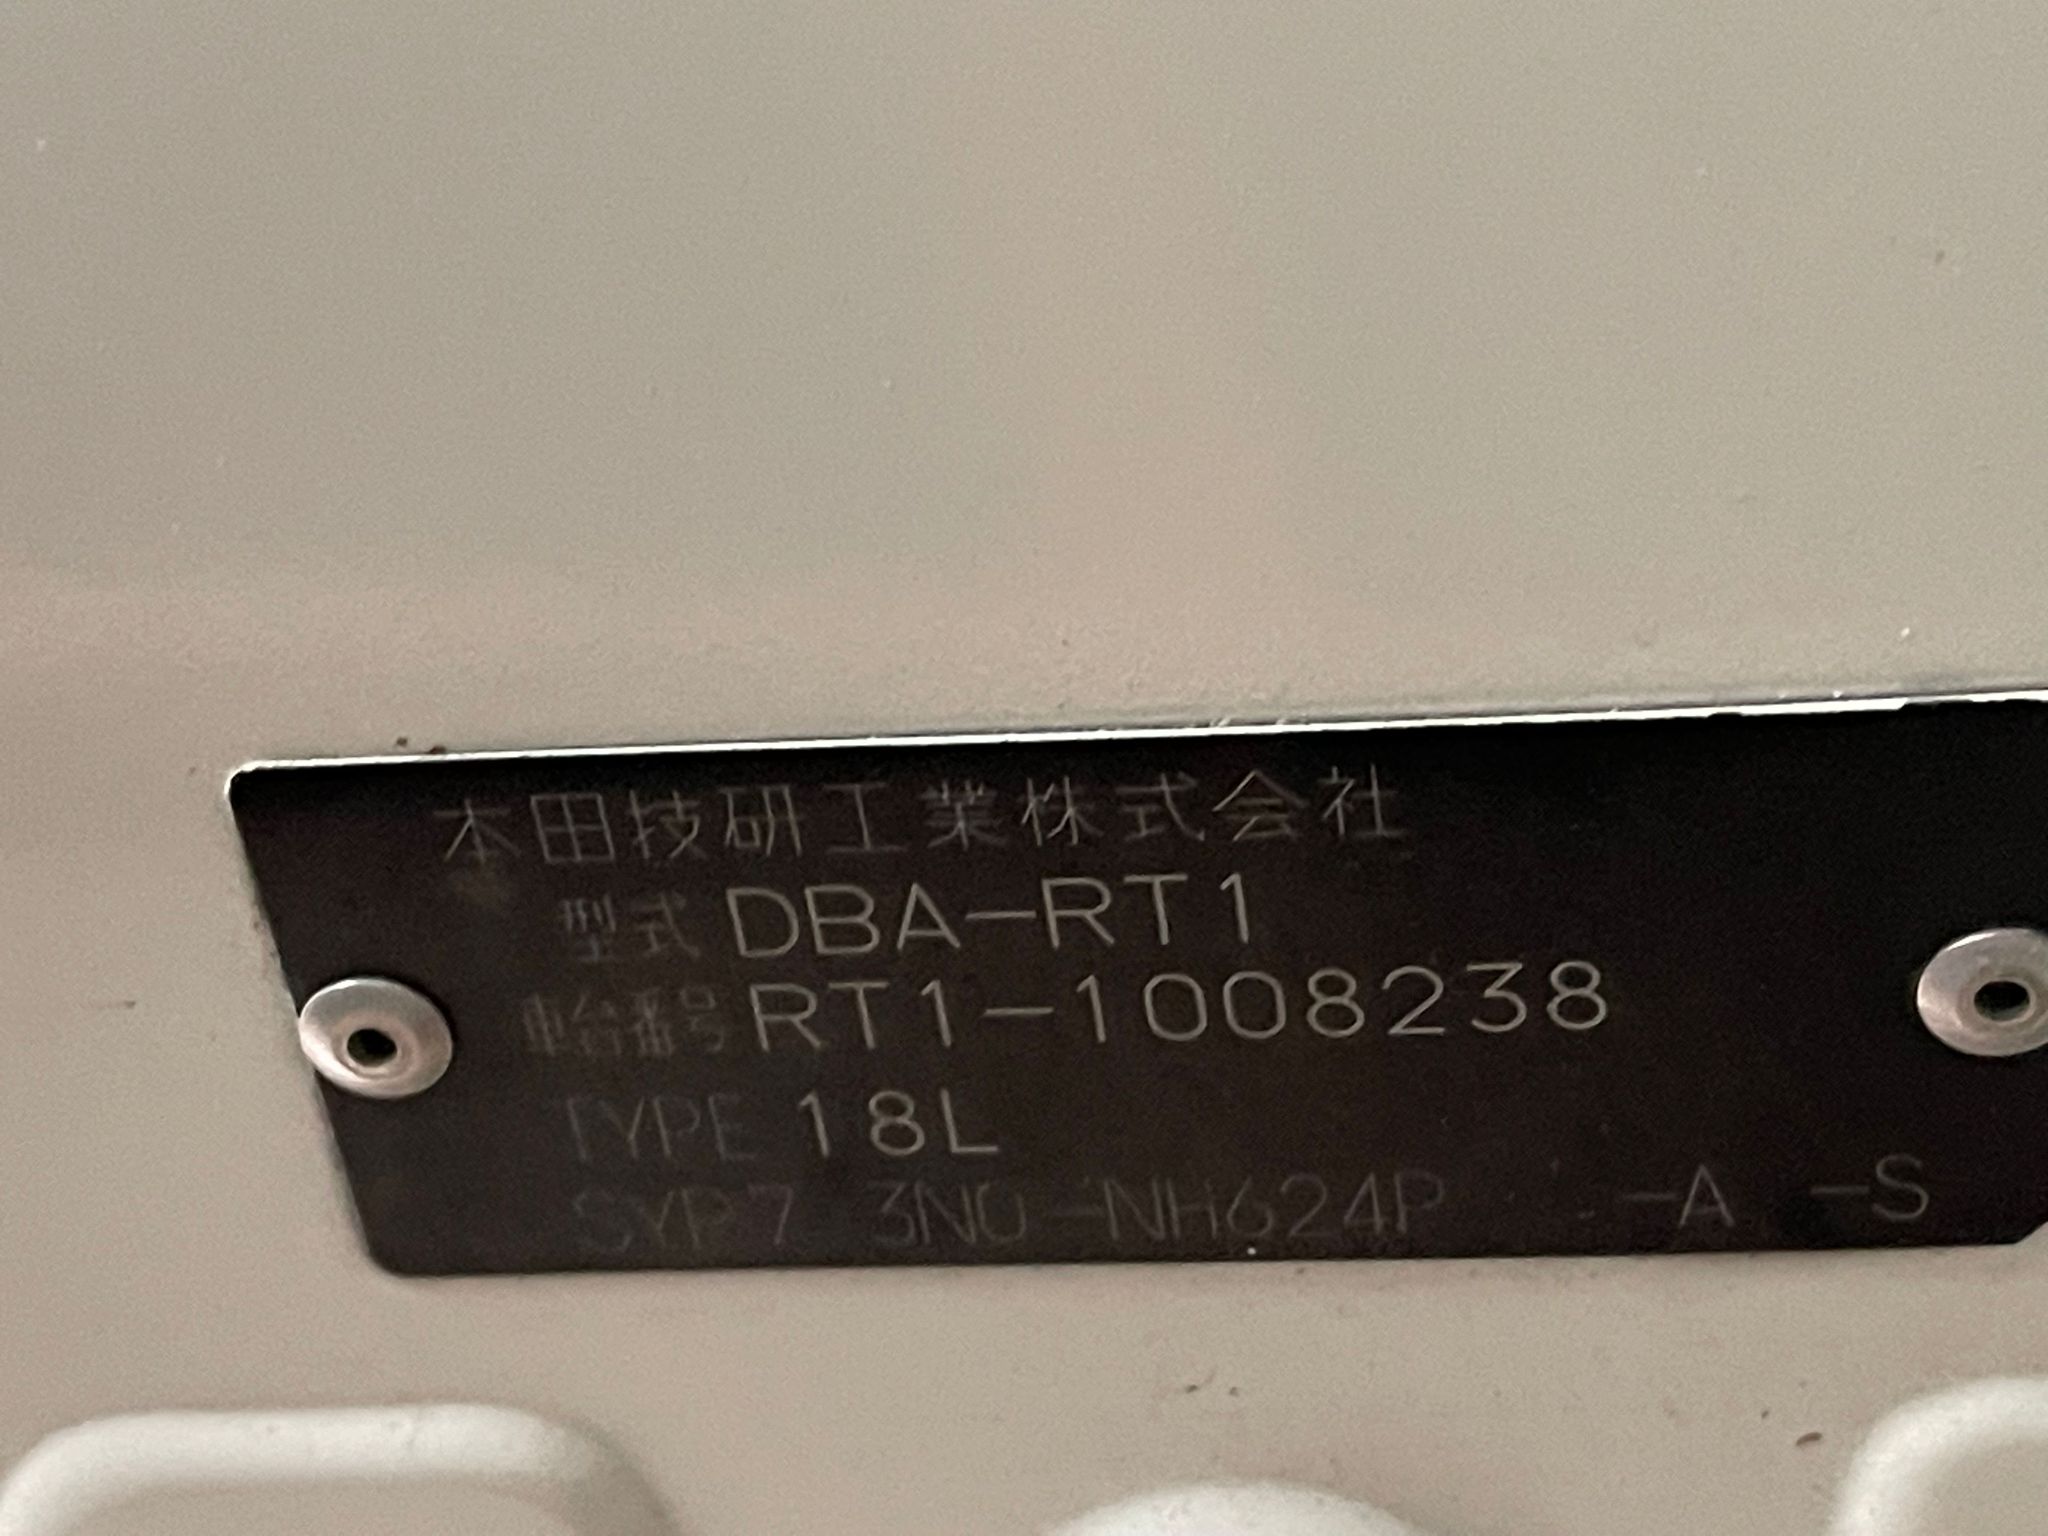 本田技研工業株式会社
型式 DBA-RT1
車台番号 RT1-1008238
TYPE 18L
SYP7 3N0 -NH624P -A -S